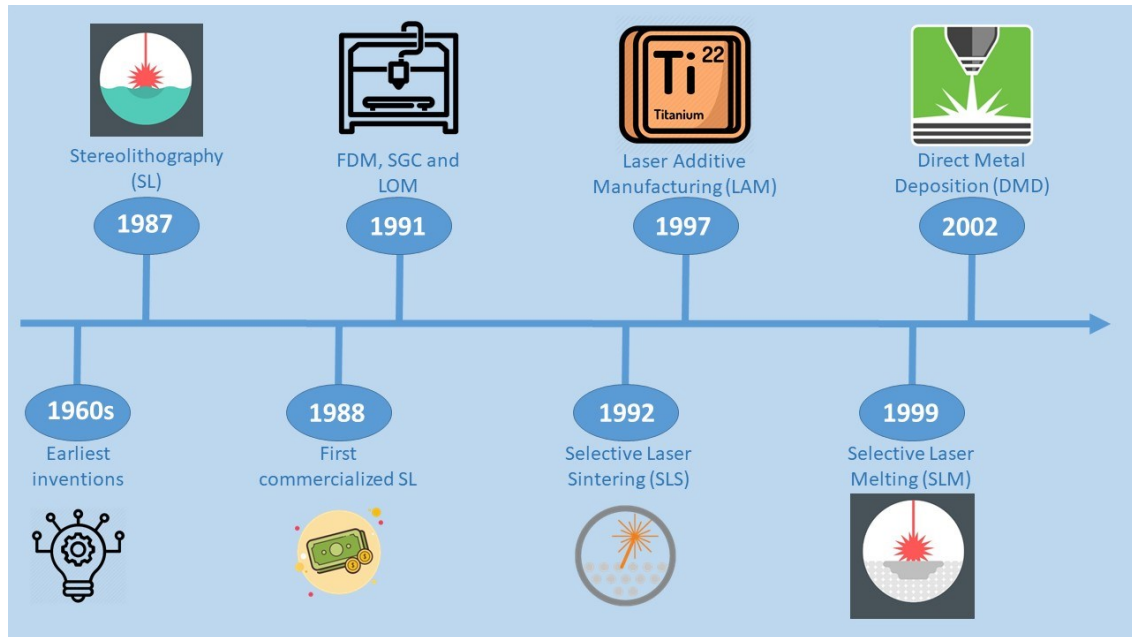 Ti 22
Titanium
Stereolithography
(SL)
FDM, SGC and
LOM
Laser Additive
Manufacturing (LAM)
Direct Metal
Deposition (DMD)
1987
1991
1997
2002
1960s
1988
1992
1999
Earliest
inventions
First
commercialized SL
Selective Laser
Sintering (SLS)
Selective Laser
Melting (SLM)